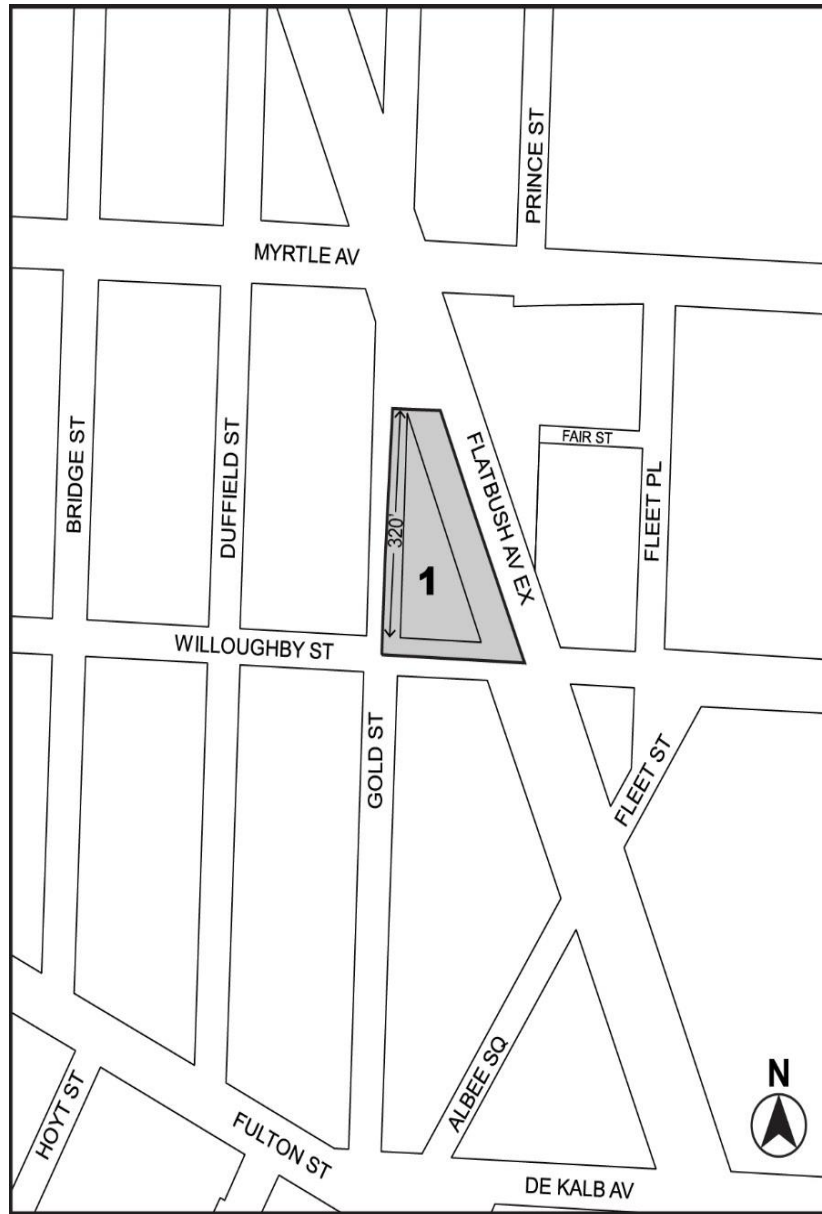 PRINCE ST
MYRTLE AV
FAIR ST
BRIDGE ST
DUFFIELD ST
320'
FLATBUSH AV EX
FLEET PL
1
WILLOUGHBY ST
GOLD ST
FLEET ST
ALBEE SQ
N
HOYT ST
FULTON ST
DE KALB AV